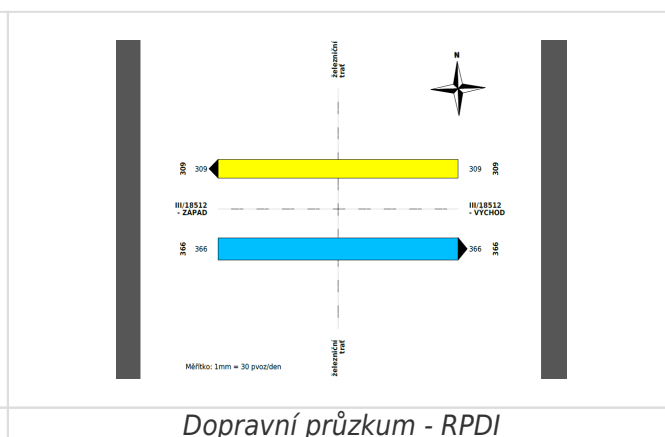 železniční
trať
N
309
309
309
309
III/18512
- ZÁPAD
III/18512
- VÝCHOD
366
366
366
366
železniční
trať
Měřítko: 1mm = 30 pvoz/den
Dopravní průzkum - RPDI